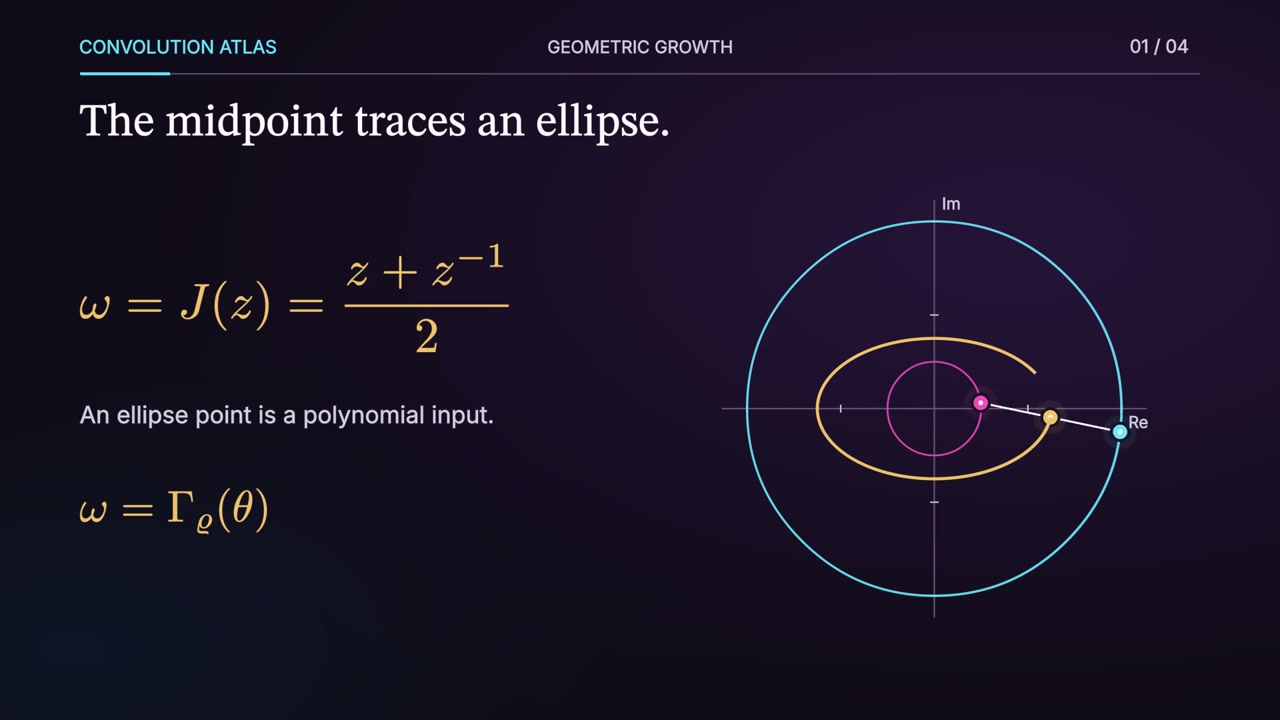 CONVOLUTION ATLAS
GEOMETRIC GROWTH
01 / 04
The midpoint traces an ellipse.
ω = J(z) = (z + z⁻¹)/2
An ellipse point is a polynomial input.
ω = Γ_ϱ(θ)
Im
Re